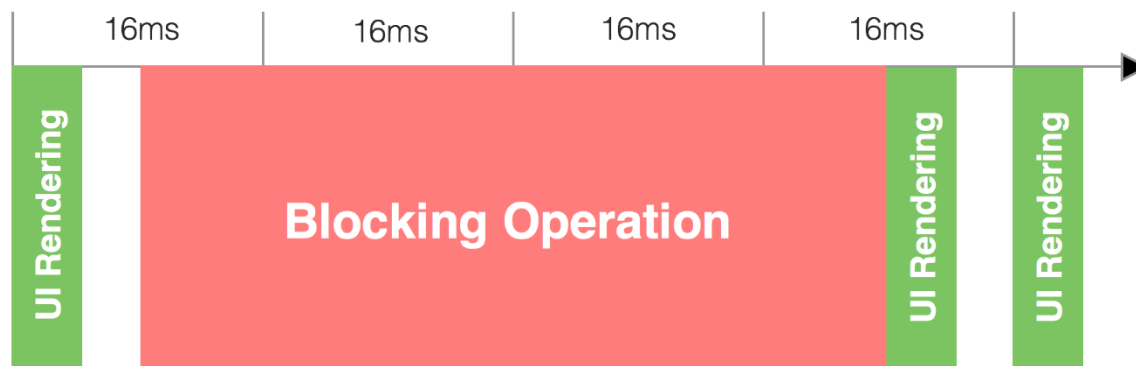 16ms 16ms 16ms 16ms
UI Rendering
Blocking Operation
UI Rendering
UI Rendering